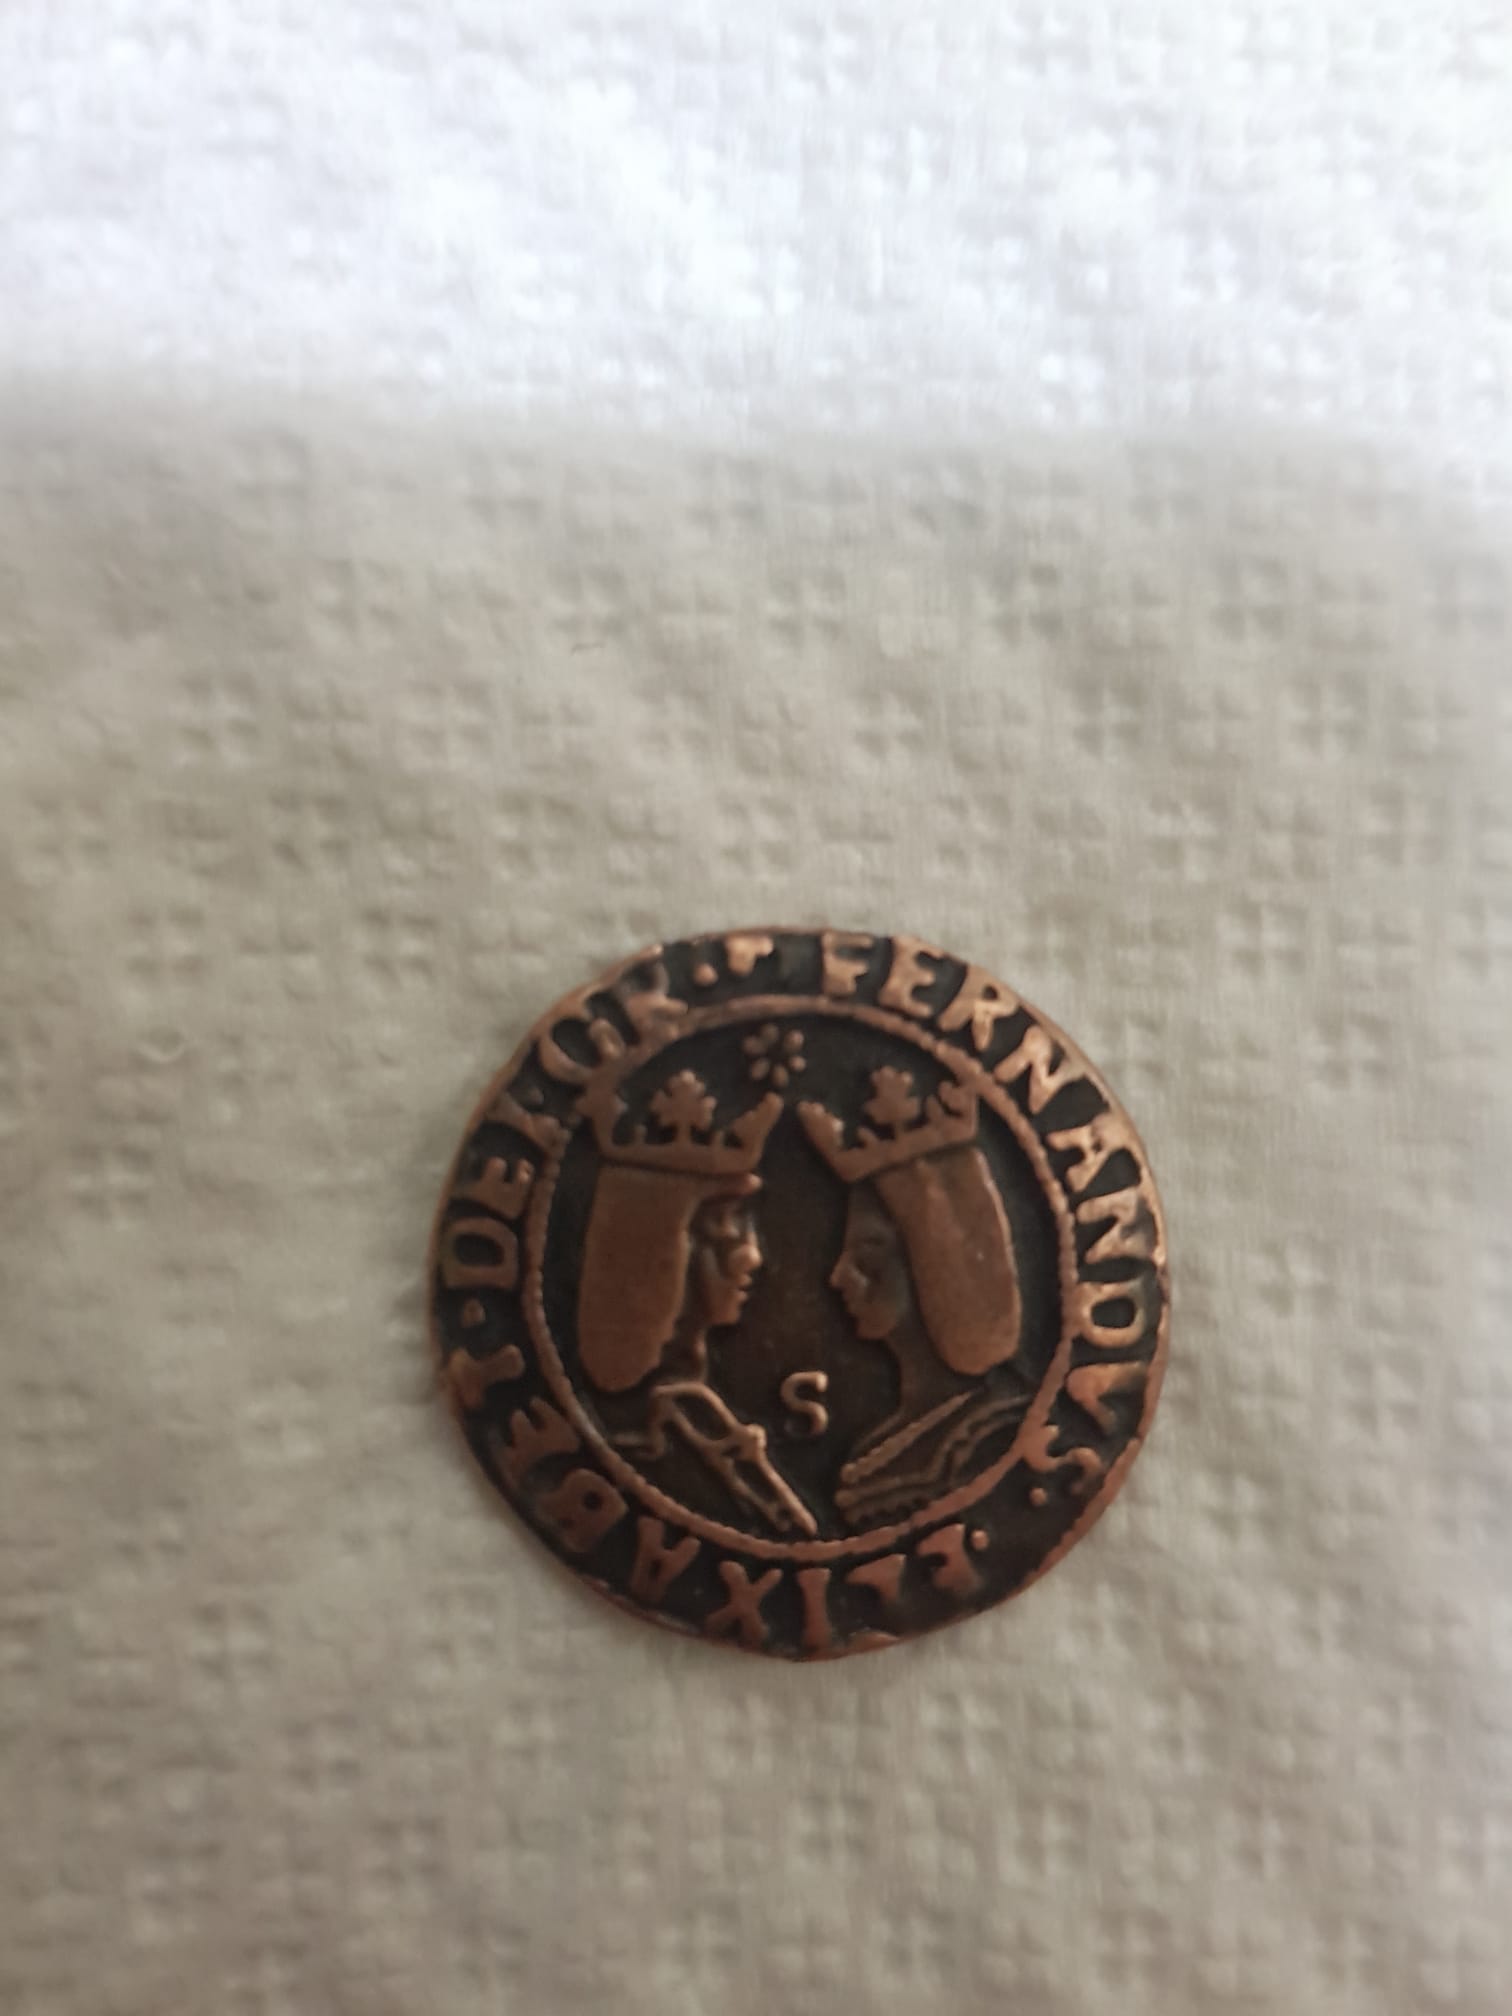 FERNANDVS · ELIXABET · DEI · GR ·
S